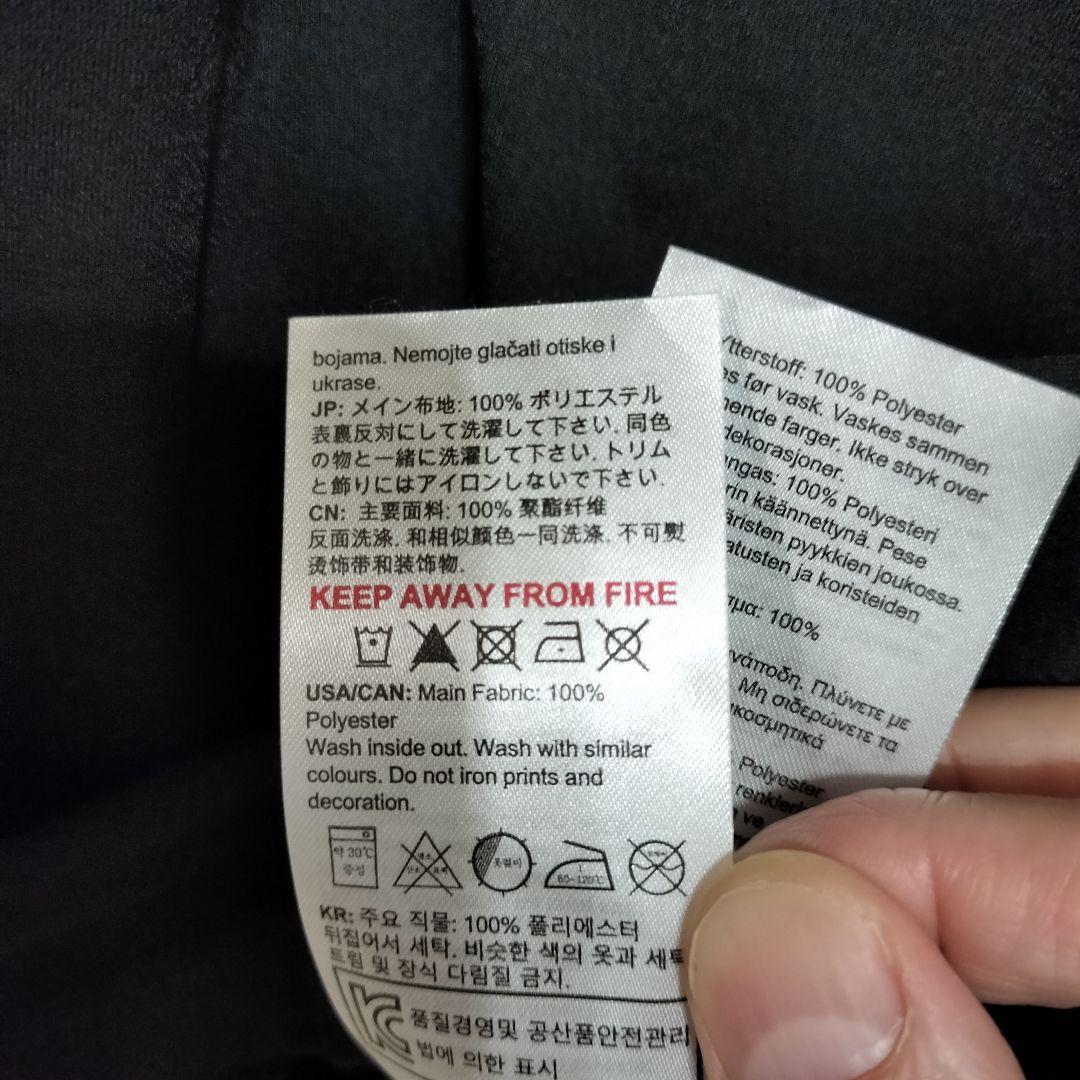 bojama. Nemojte glačati otiske i
ukrase.
JP: メイン布地: 100% ポリエステル
表裏反対にして洗濯して下さい. 同色
の物と一緒に洗濯して下さい. トリム
と飾りにはアイロンしないで下さい.
CN: 主要面料: 100% 聚酯纤维
反面洗涤. 和相似颜色一同洗涤. 不可熨
烫饰带和装饰物.
KEEP AWAY FROM FIRE
USA/CAN: Main Fabric: 100%
Polyester
Wash inside out. Wash with similar
colours. Do not iron prints and
decoration.
약 30℃
중성
옷걸이
80~120℃
KR: 주요 직물: 100% 폴리에스터
뒤집어서 세탁. 비슷한 색의 옷과 세탁
트림 및 장식 다림질 금지.
품질경영및 공산품안전관리
법에 의한 표시
Ytterstoff: 100% Polyester
før vask. Vaskes sammen
farger. Ikke stryk over
dekorasjoner.
100% Polyesteri
käännettynä. Pese
pyykkien joukossa.
ja koristeiden
100%
Πλύνετε με
Μη σιδερώνετε τα
Polyester
ve